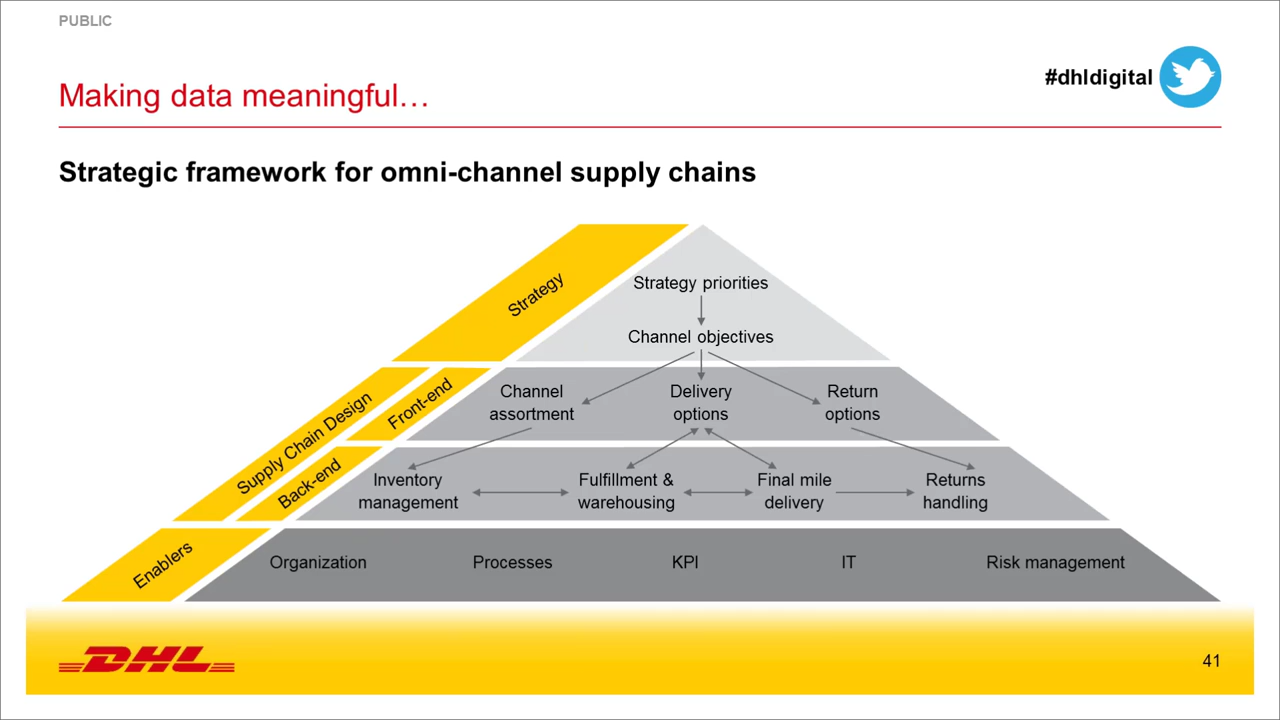 PUBLIC
#dhldigital
Making data meaningful…
Strategic framework for omni-channel supply chains
Strategy
Strategy priorities
Channel objectives
Supply Chain Design
Front-end
Channel
assortment
Delivery
options
Return
options
Back-end
Inventory
management
Fulfillment &
warehousing
Final mile
delivery
Returns
handling
Enablers
Organization
Processes
KPI
IT
Risk management
DHL
41